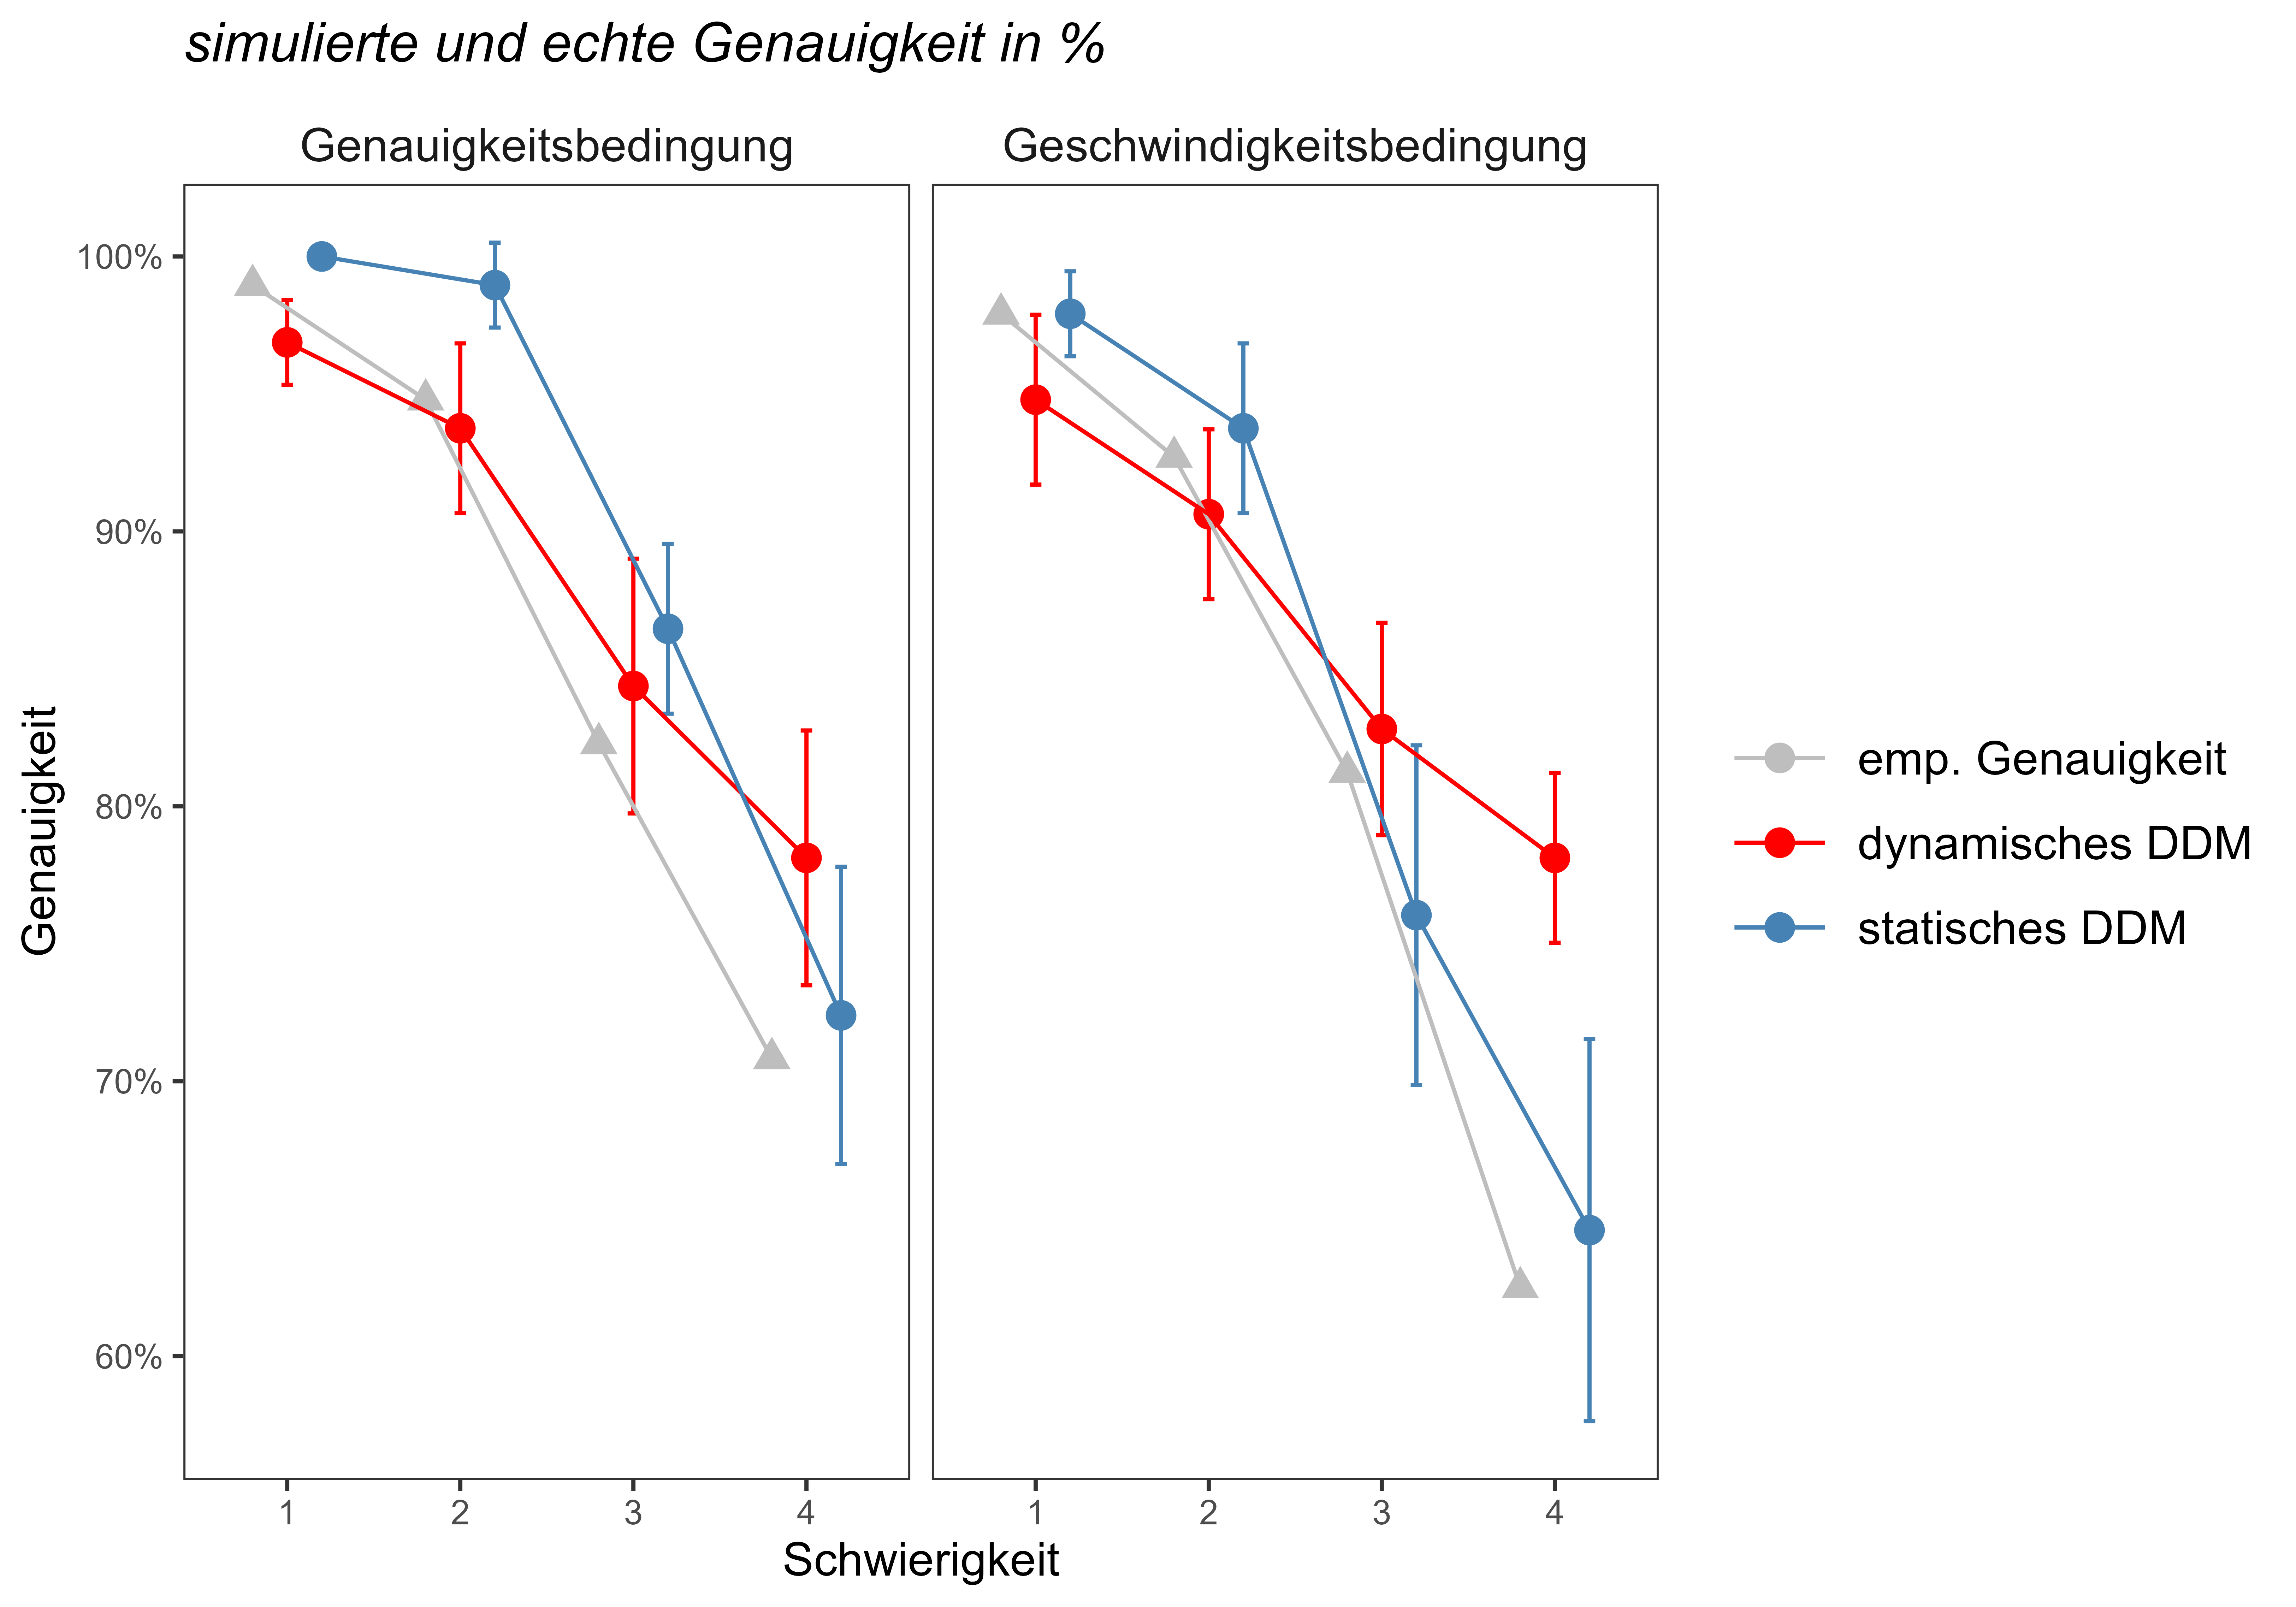 simulierte und echte Genauigkeit in %
Genauigkeitsbedingung
Geschwindigkeitsbedingung
100%
90%
80%
70%
60%
Genauigkeit
1 2 3 4
1 2 3 4
Schwierigkeit
emp. Genauigkeit
dynamisches DDM
statisches DDM